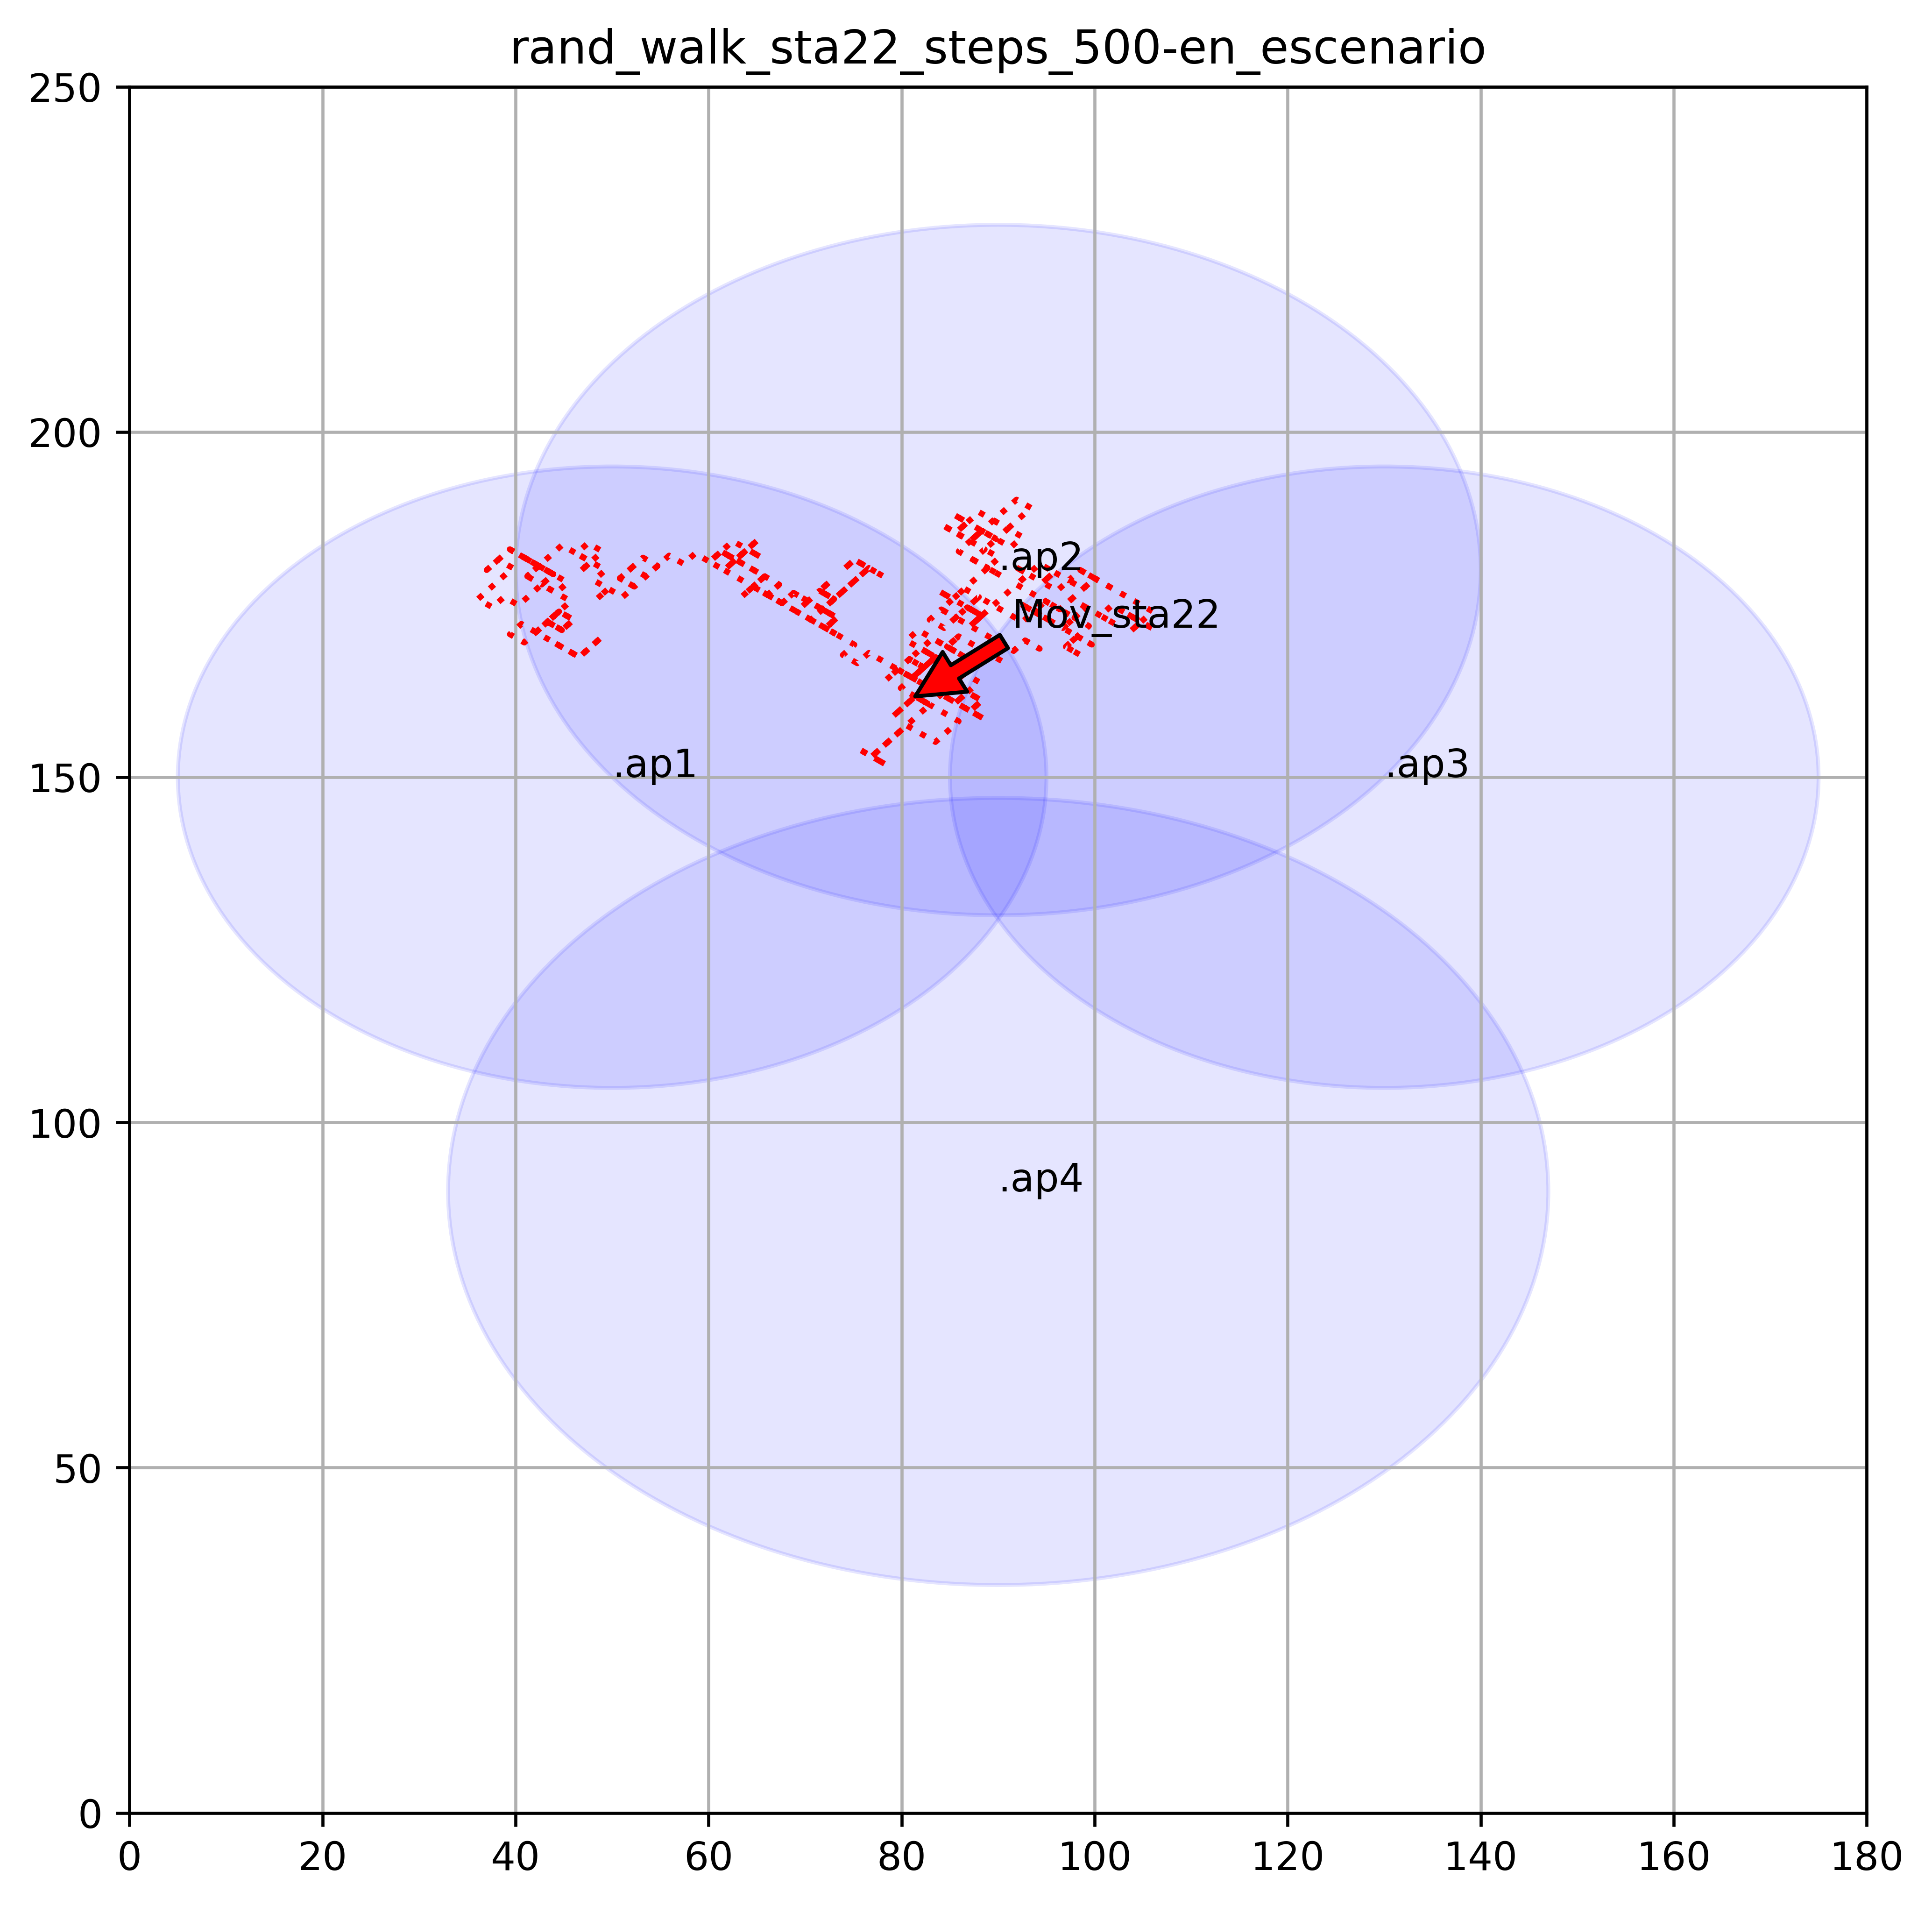 rand_walk_sta22_steps_500-en_escenario
250
200
150
100
50
0
.ap2
Mov_sta22
.ap1
.ap3
.ap4
0 20 40 60 80 100 120 140 160 180